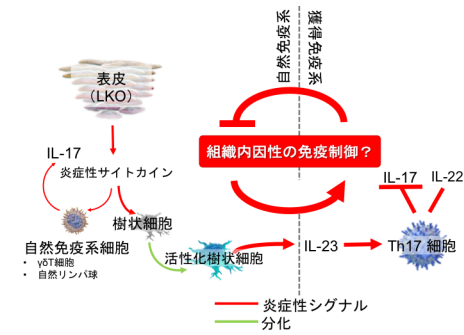 自然免疫系
獲得免疫系
表皮
（LKO）
組織内因性の免疫制御？
IL-17
炎症性サイトカイン
IL-17
IL-22
樹状細胞
自然免疫系細胞
• γδT細胞
• 自然リンパ球
活性化樹状細胞
IL-23
Th17 細胞
炎症性シグナル
分化